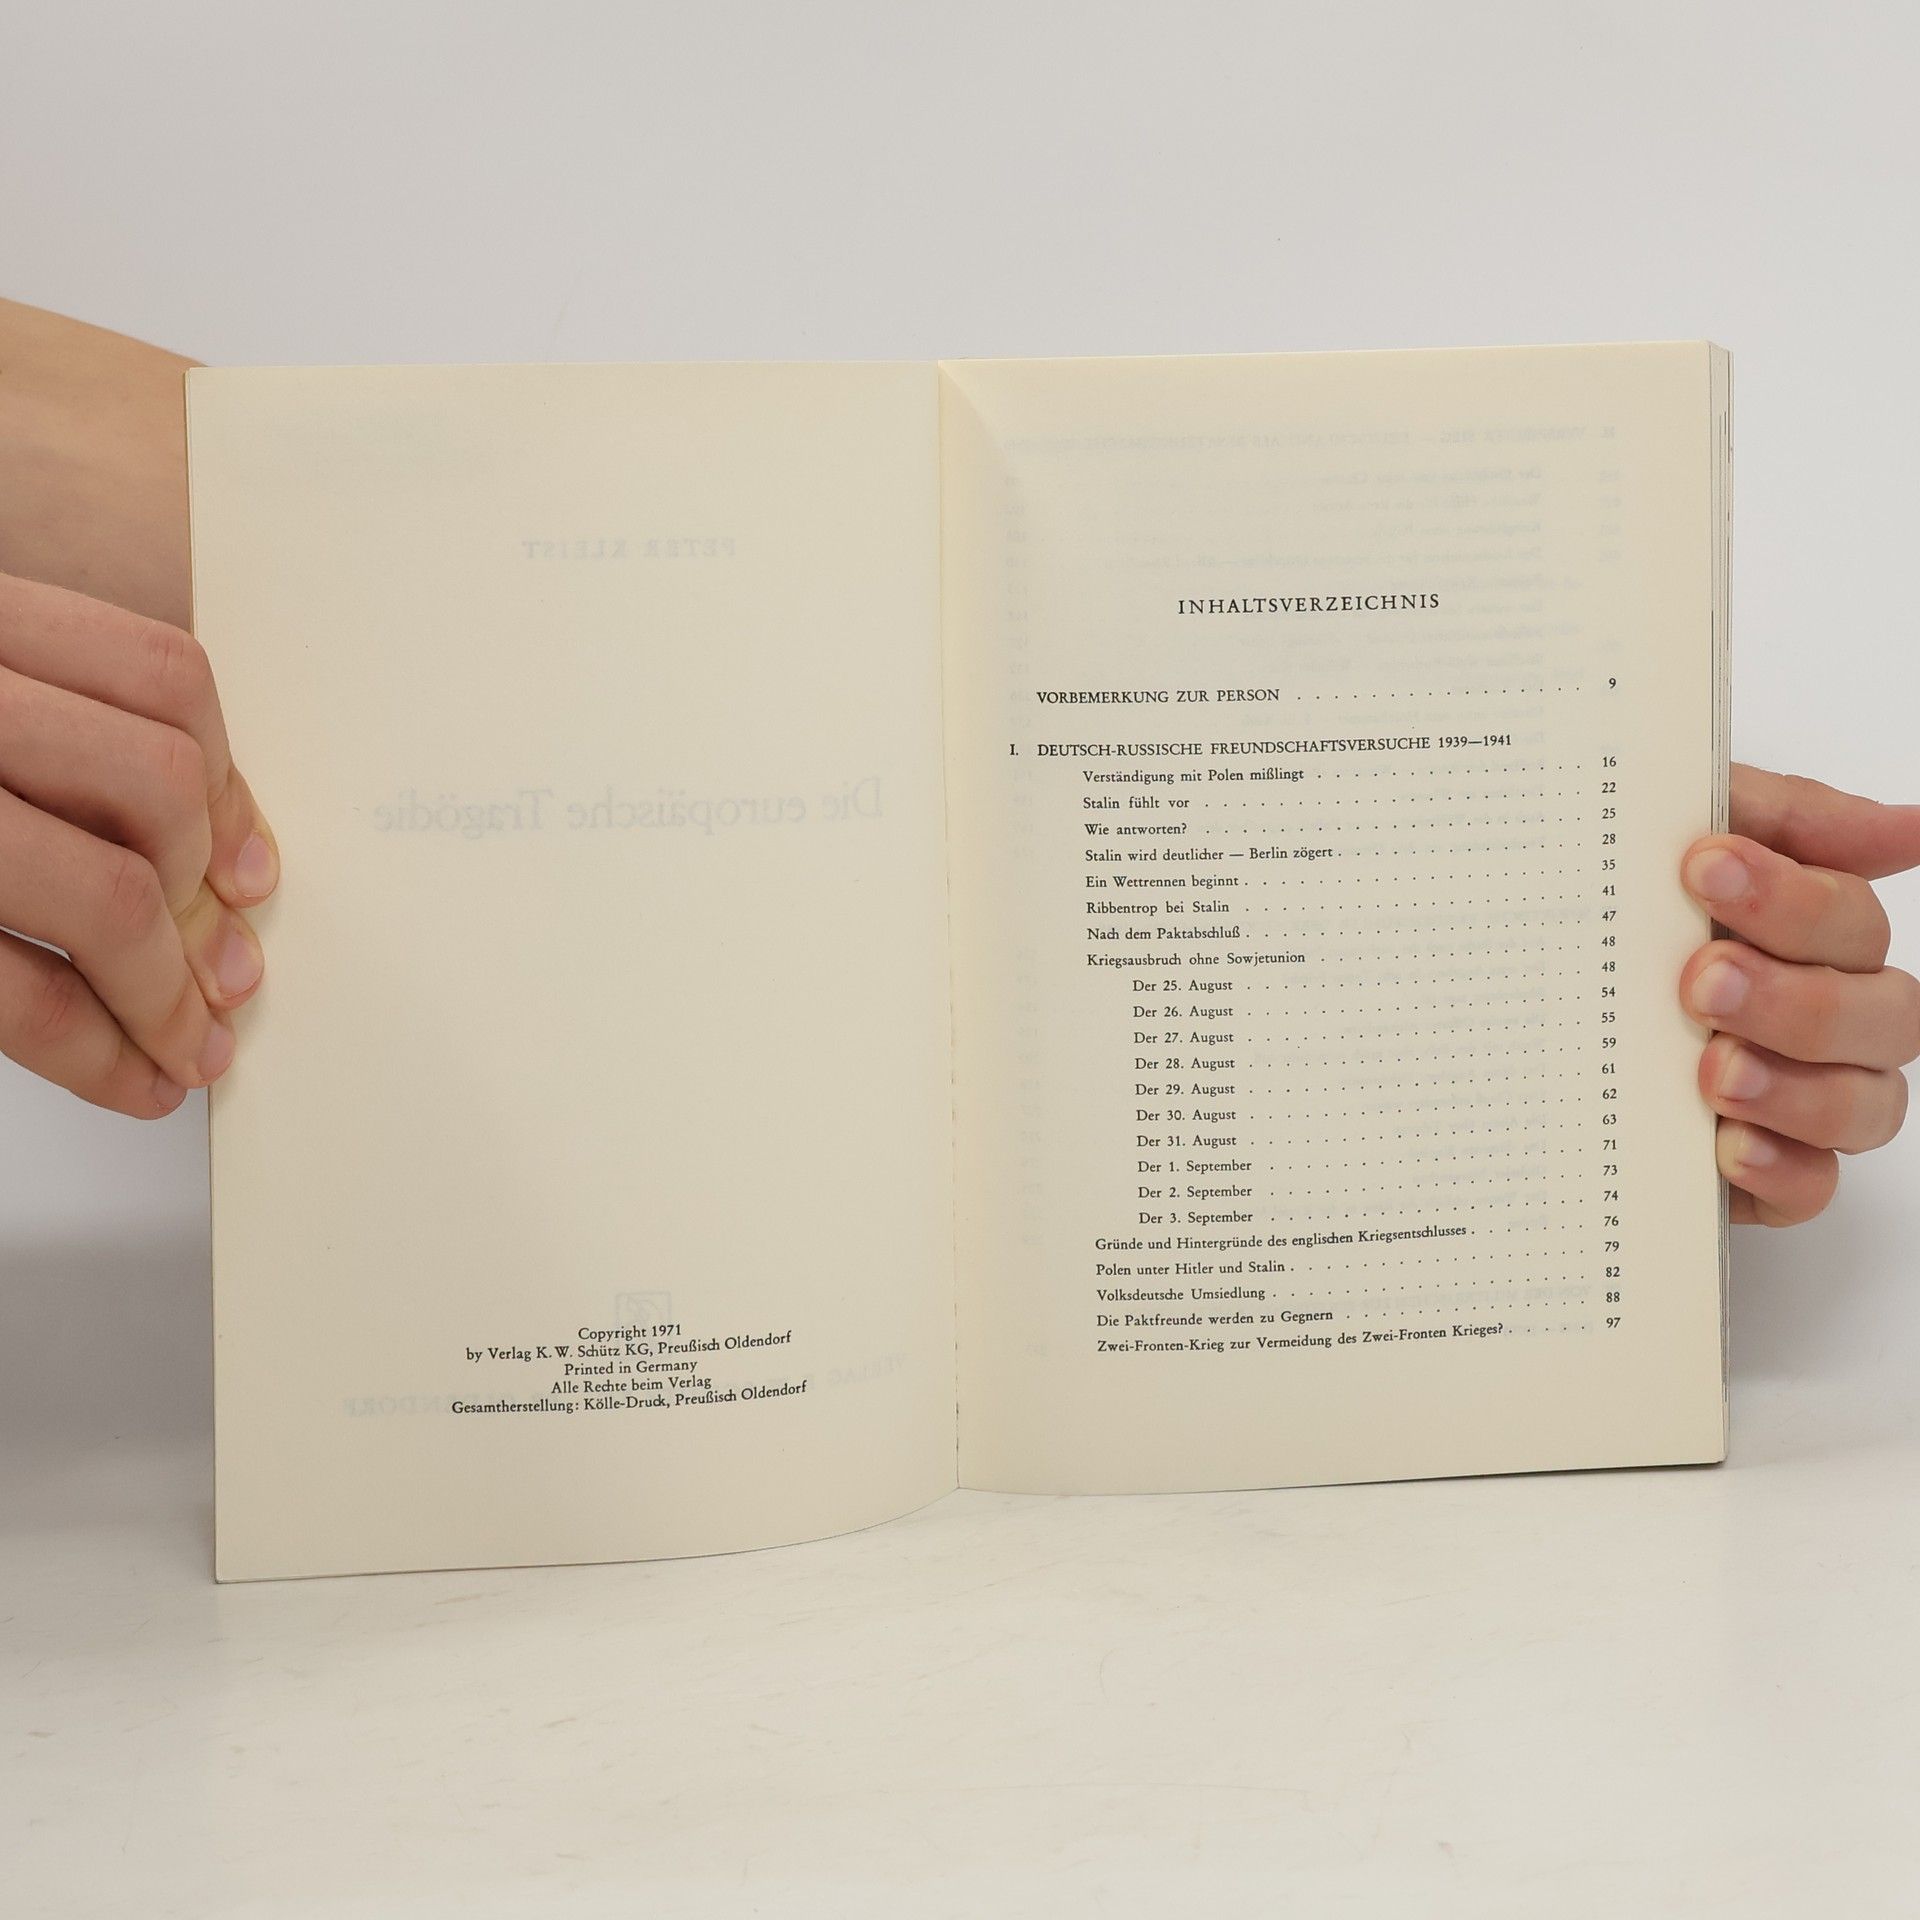 PETER KLEIST
Die europäische Tragödie
Copyright 1971
by Verlag K. W. Schütz KG, Preußisch Oldendorf
Printed in Germany
Alle Rechte beim Verlag
Gesamtherstellung: Kölle-Druck, Preußisch Oldendorf
INHALTSVERZEICHNIS
VORBEMERKUNG ZUR PERSON . . . . . . . . . . . . . . . 9
I. DEUTSCH-RUSSISCHE FREUNDSCHAFTSVERSUCHE 1939—1941
Verständigung mit Polen mißlingt . . . . . . . . . . . . . . 16
Stalin fühlt vor . . . . . . . . . . . . . . . . . . . . 22
Wie antworten? . . . . . . . . . . . . . . . . . . . . 25
Stalin wird deutlicher — Berlin zögert . . . . . . . . . . . . . 28
Ein Wettrennen beginnt . . . . . . . . . . . . . . . . . . 35
Ribbentrop bei Stalin . . . . . . . . . . . . . . . . . . 41
Nach dem Paktabschluß . . . . . . . . . . . . . . . . . . 47
Kriegsausbruch ohne Sowjetunion . . . . . . . . . . . . . . 48
Der 25. August . . . . . . . . . . . . . . . . . . 48
Der 26. August . . . . . . . . . . . . . . . . . . 54
Der 27. August . . . . . . . . . . . . . . . . . . 55
Der 28. August . . . . . . . . . . . . . . . . . . 59
Der 29. August . . . . . . . . . . . . . . . . . . 61
Der 30. August . . . . . . . . . . . . . . . . . . 62
Der 31. August . . . . . . . . . . . . . . . . . . 63
Der 1. September . . . . . . . . . . . . . . . . . 71
Der 2. September . . . . . . . . . . . . . . . . . 73
Der 3. September . . . . . . . . . . . . . . . . . 74
Gründe und Hintergründe des englischen Kriegsentschlusses . . . . . . 76
Polen unter Hitler und Stalin . . . . . . . . . . . . . . . . 79
Volksdeutsche Umsiedlung . . . . . . . . . . . . . . . . . 82
Die Paktfreunde werden zu Gegnern . . . . . . . . . . . . . 88
Zwei-Fronten-Krieg zur Vermeidung des Zwei-Fronten Krieges? . . . . . 97